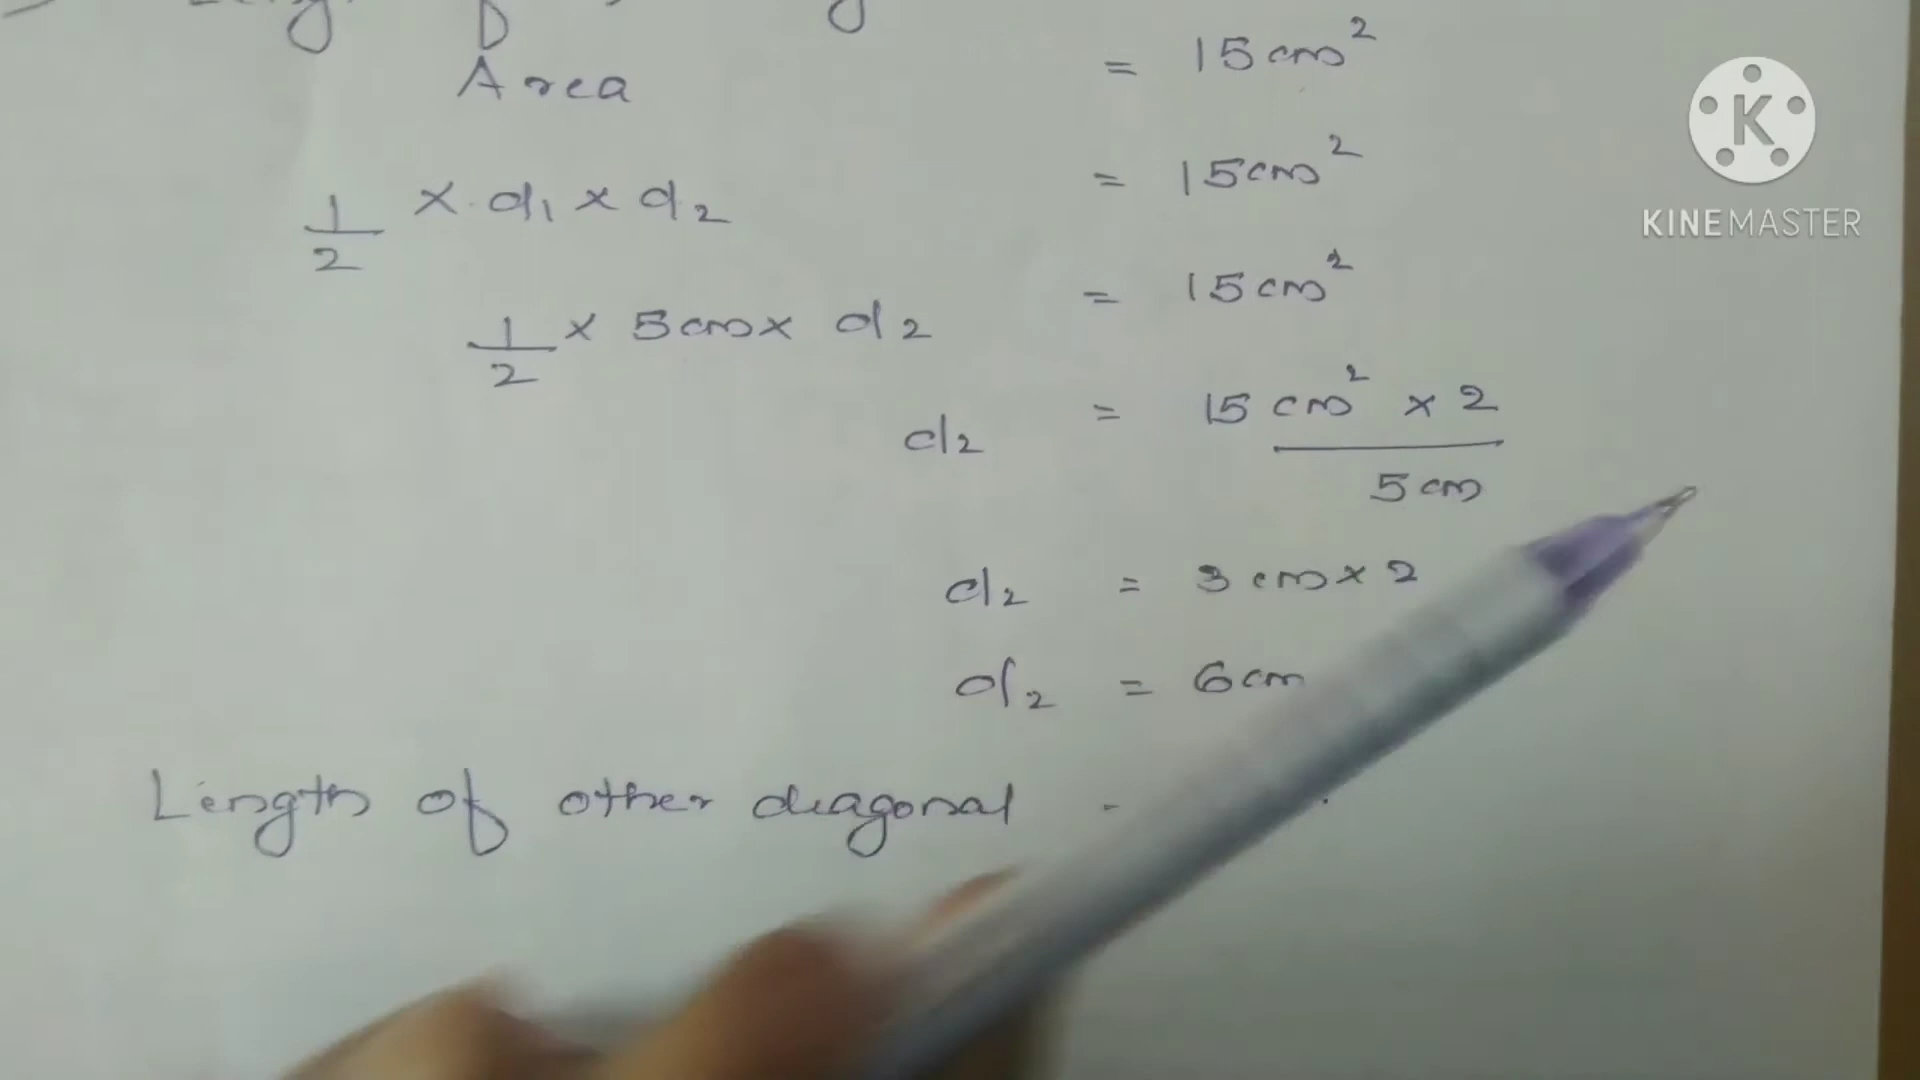 Area = 15 cm²
1/2 × d₁ × d₂ = 15 cm²
1/2 × 5 cm × d₂ = 15 cm²
d₂ = 15 cm² × 2 / 5 cm
d₂ = 3 cm × 2
d₂ = 6 cm
Length of other diagonal -
K
KINEMASTER